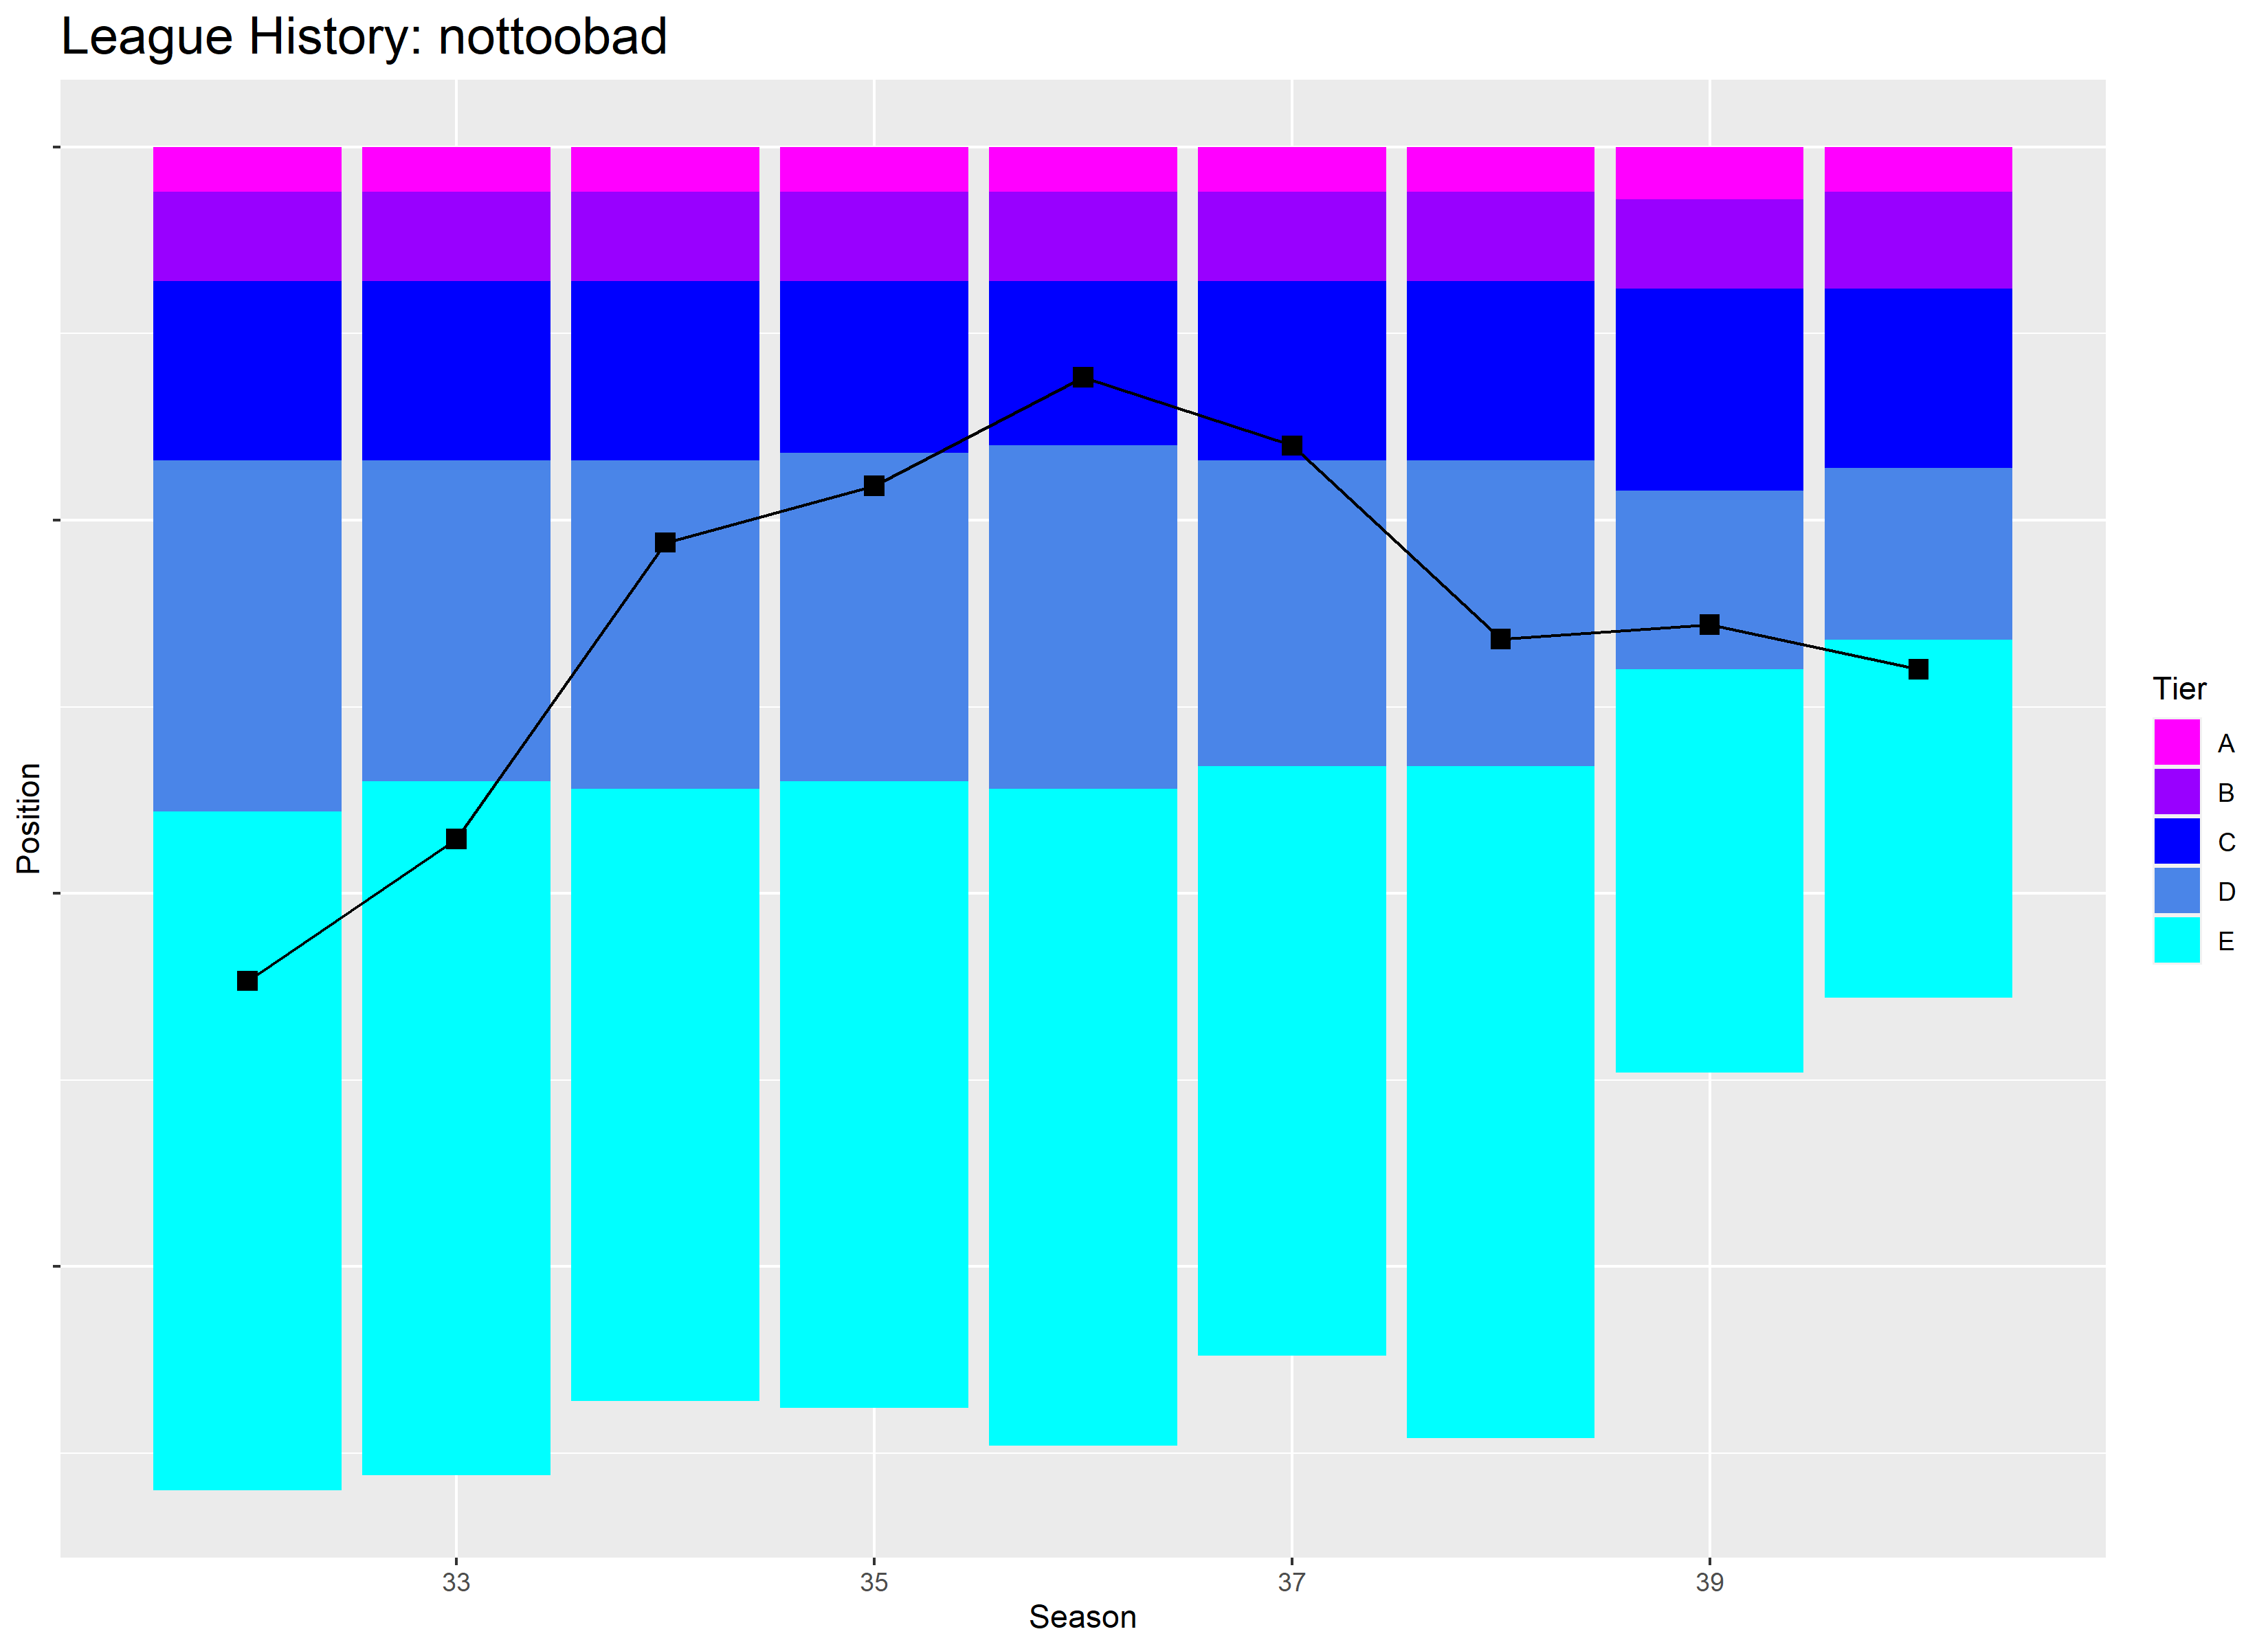 League History: nottoobad
Position
33
35
37
39
Season
Tier
A
B
C
D
E